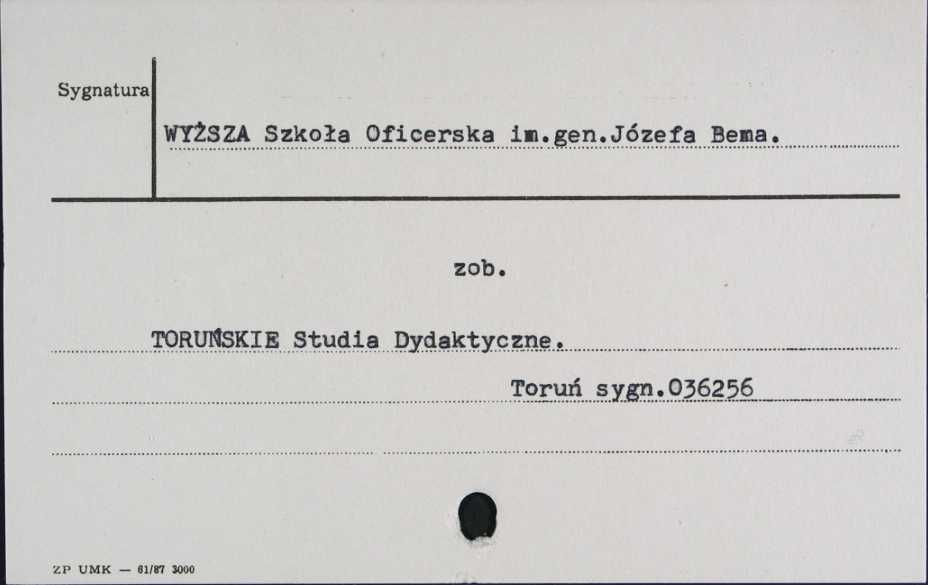 Sygnatura
WYŻSZA Szkoła Oficerska im.gen.Józefa Bema.
zob.
TORUŃSKIE Studia Dydaktyczne.
Toruń sygn.036256
ZP UMK — 61/87 3000